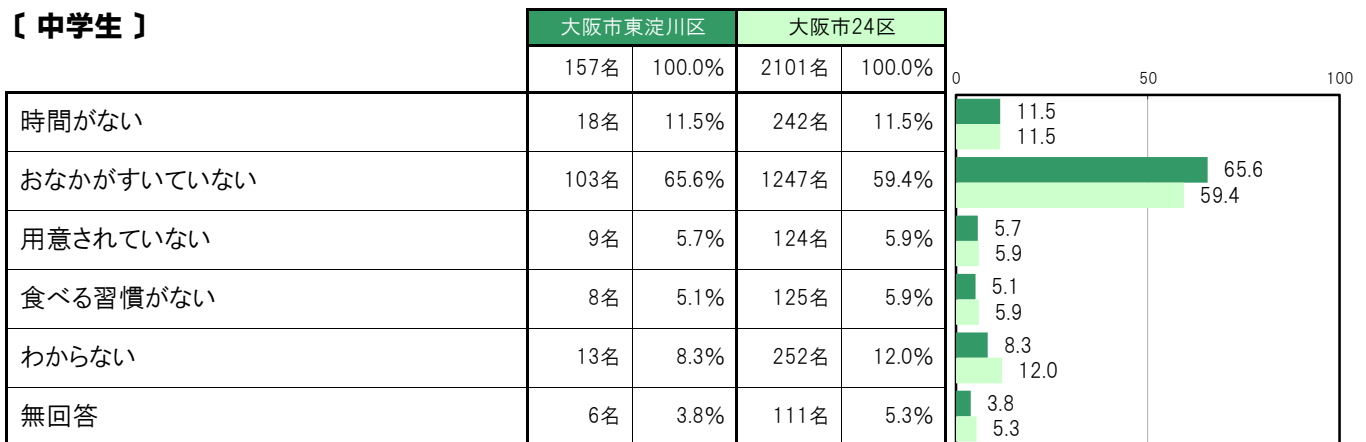 〔 中学生 〕
大阪市東淀川区 大阪市24区
157名 100.0% 2101名 100.0%
0 50 100
時間がない 18名 11.5% 242名 11.5%
11.5
11.5
おなかがすいていない 103名 65.6% 1247名 59.4%
65.6
59.4
用意されていない 9名 5.7% 124名 5.9%
5.7
5.9
食べる習慣がない 8名 5.1% 125名 5.9%
5.1
5.9
わからない 13名 8.3% 252名 12.0%
8.3
12.0
無回答 6名 3.8% 111名 5.3%
3.8
5.3